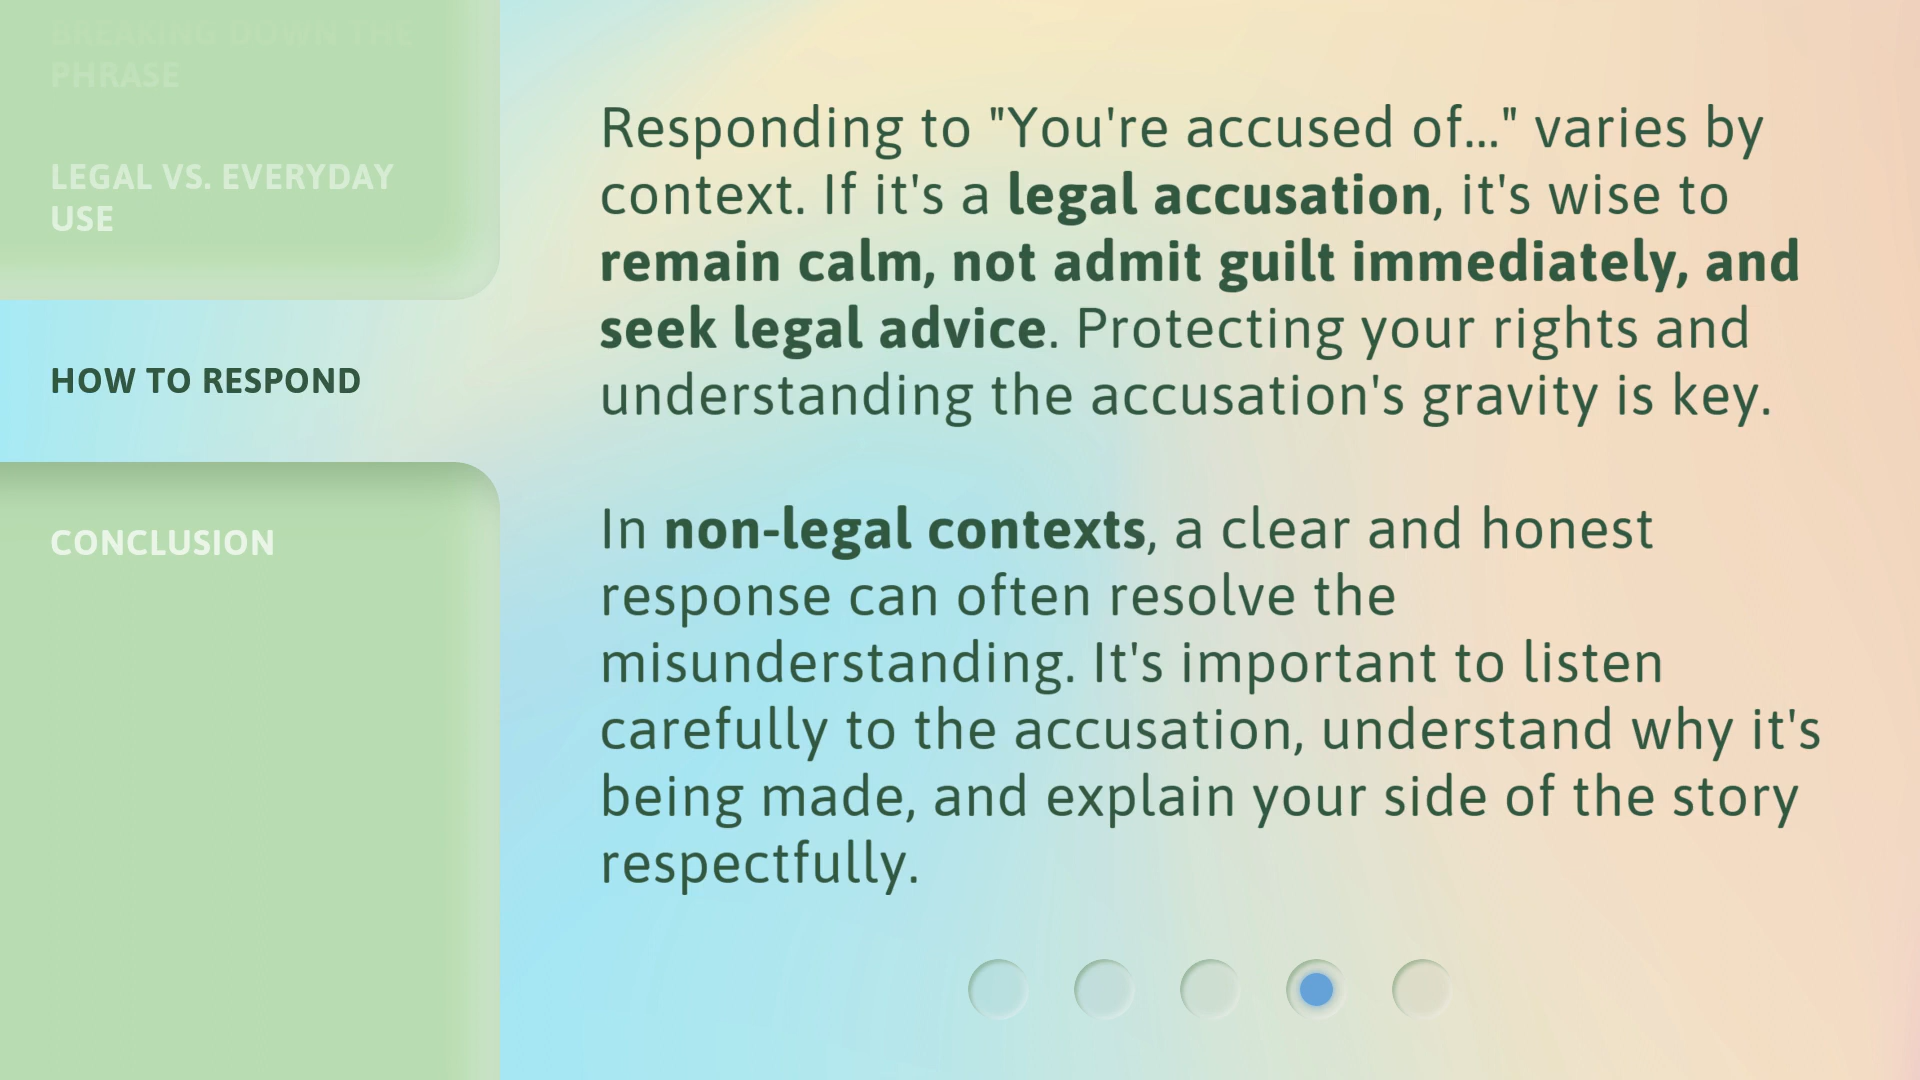 BREAKING DOWN THE
PHRASE
LEGAL VS. EVERYDAY
USE
HOW TO RESPOND
CONCLUSION
Responding to "You're accused of..." varies by
context. If it's a legal accusation, it's wise to
remain calm, not admit guilt immediately, and
seek legal advice. Protecting your rights and
understanding the accusation's gravity is key.
In non-legal contexts, a clear and honest
response can often resolve the
misunderstanding. It's important to listen
carefully to the accusation, understand why it's
being made, and explain your side of the story
respectfully.